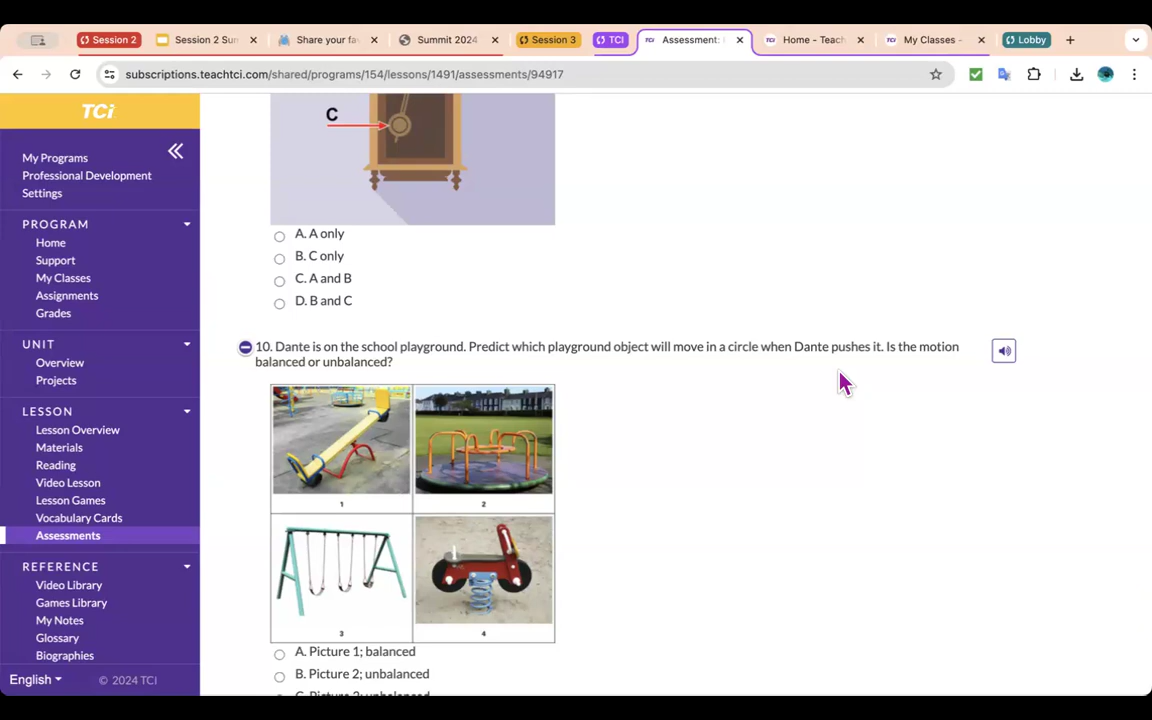 Session 2
Session 2 Sun
Share your fav
Summit 2024
Session 3
TCI
Assessment:
Home - Teach
My Classes -
Lobby
subscriptions.teachtci.com/shared/programs/154/lessons/1491/assessments/94917
TCi
My Programs
Professional Development
Settings
PROGRAM
Home
Support
My Classes
Assignments
Grades
UNIT
Overview
Projects
LESSON
Lesson Overview
Materials
Reading
Video Lesson
Lesson Games
Vocabulary Cards
Assessments
REFERENCE
Video Library
Games Library
My Notes
Glossary
Biographies
English
© 2024 TCI
C
A. A only
B. C only
C. A and B
D. B and C
10. Dante is on the school playground. Predict which playground object will move in a circle when Dante pushes it. Is the motion
balanced or unbalanced?
1
2
3
4
A. Picture 1; balanced
B. Picture 2; unbalanced